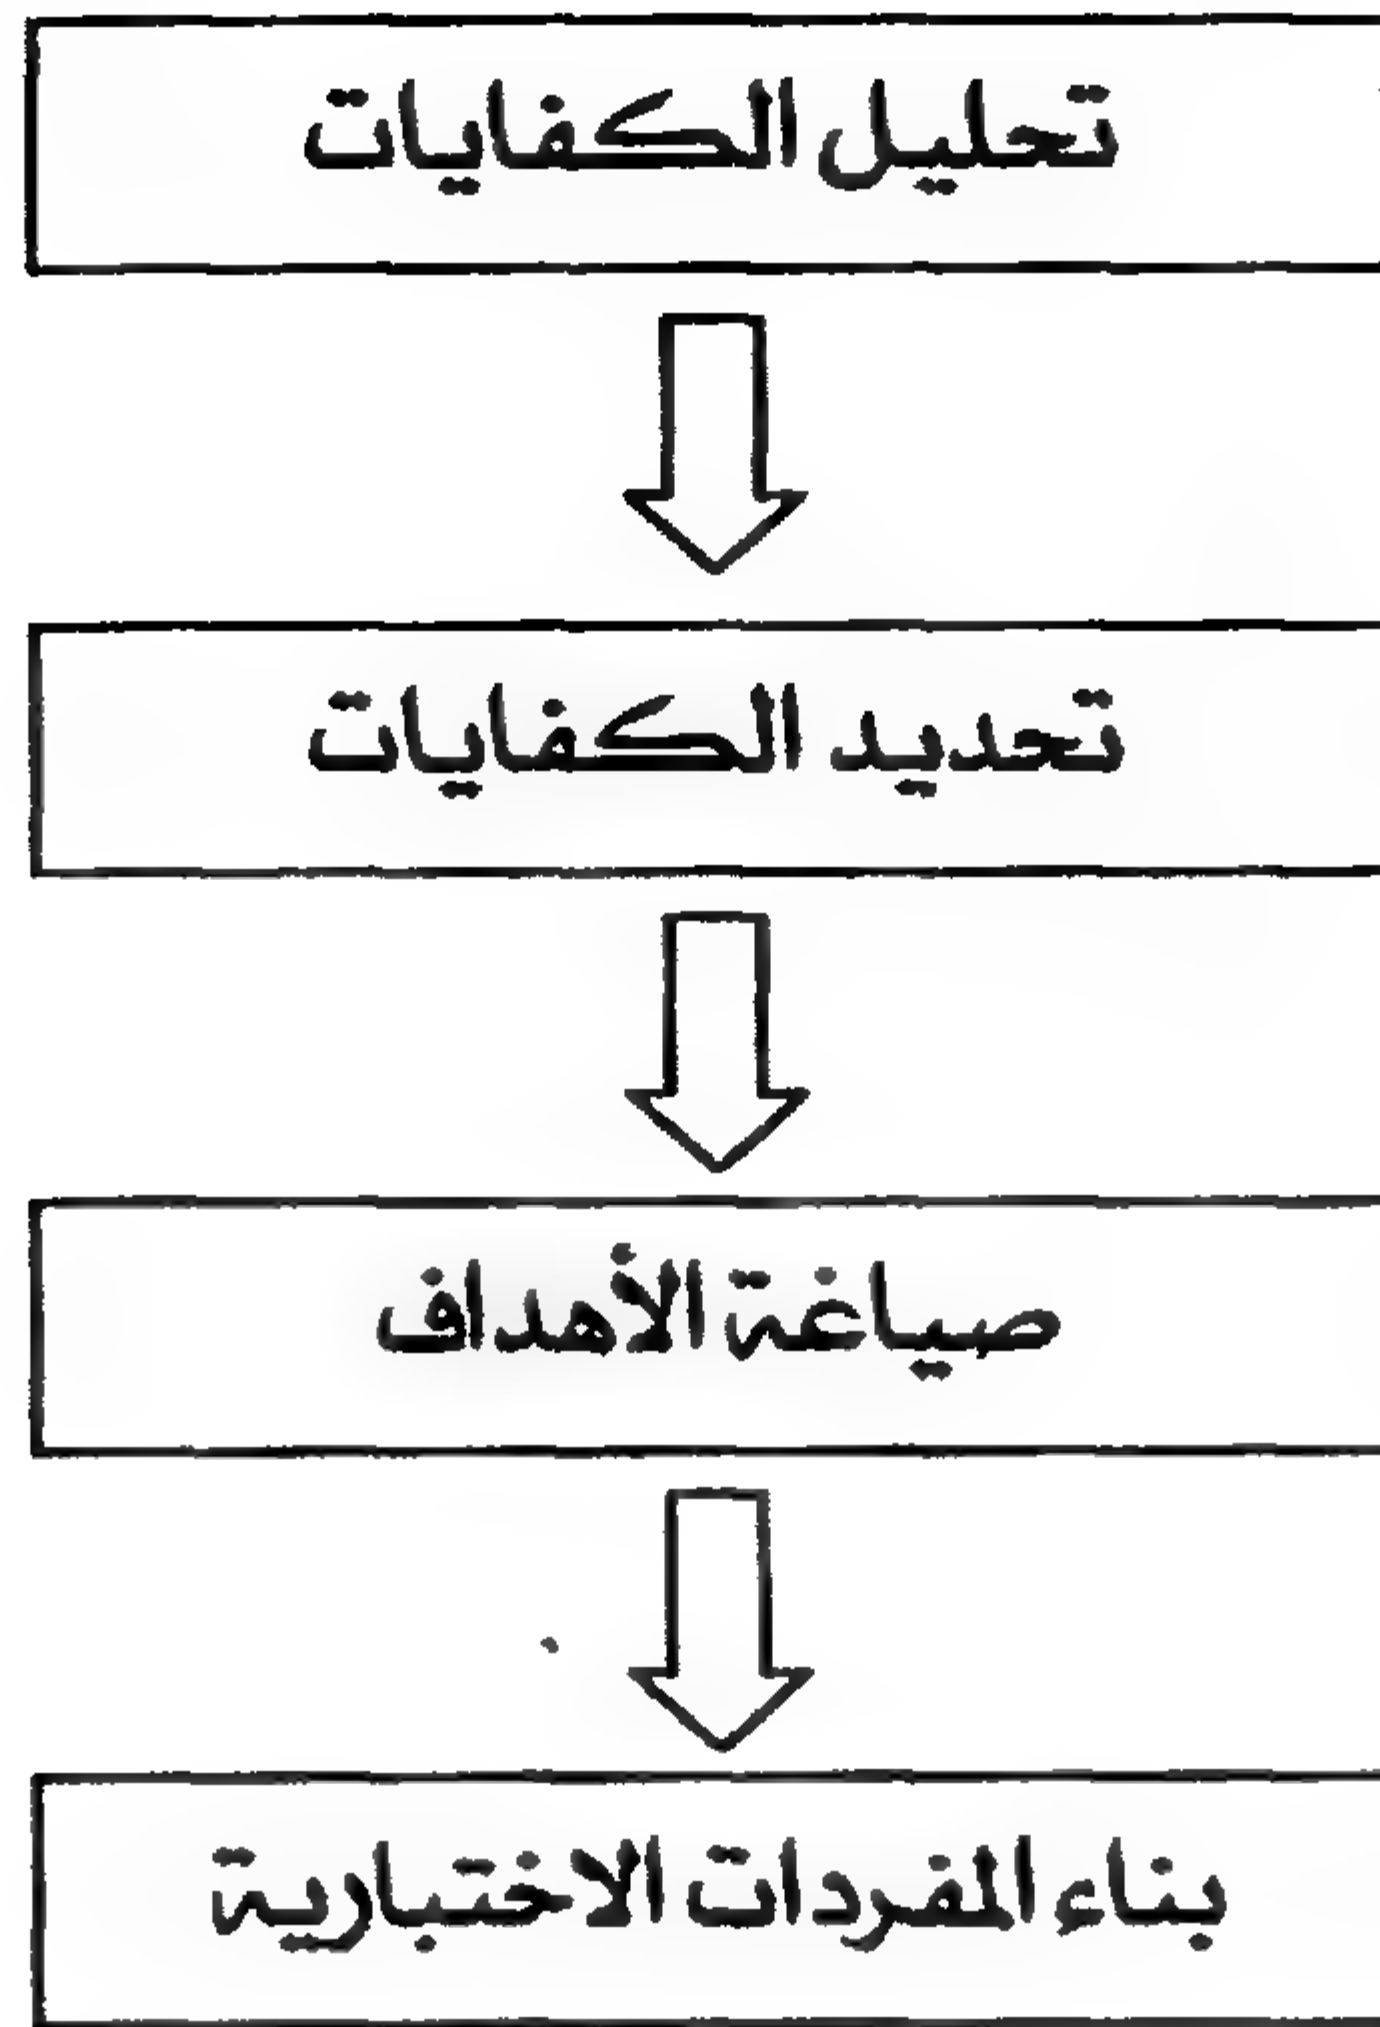 تحليل الكفايات
تحديد الكفايات
صياغة الأهداف
بناء المفردات الاختبارية